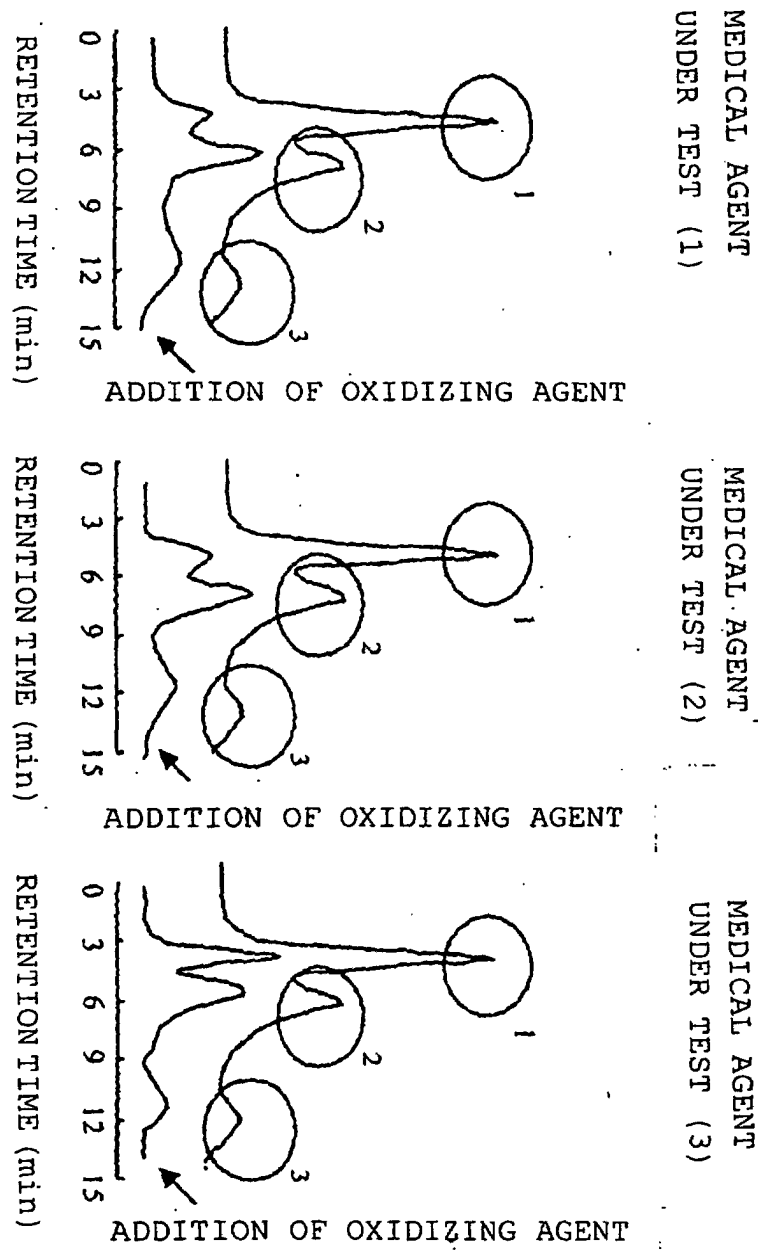 MEDICAL AGENT
UNDER TEST (1)
1
2
3
0 3 6 9 12 15
RETENTION TIME (min)
ADDITION OF OXIDIZING AGENT
MEDICAL AGENT
UNDER TEST (2)
1
2
3
0 3 6 9 12 15
RETENTION TIME (min)
ADDITION OF OXIDIZING AGENT
MEDICAL AGENT
UNDER TEST (3)
1
2
3
0 3 6 9 12 15
RETENTION TIME (min)
ADDITION OF OXIDIZING AGENT